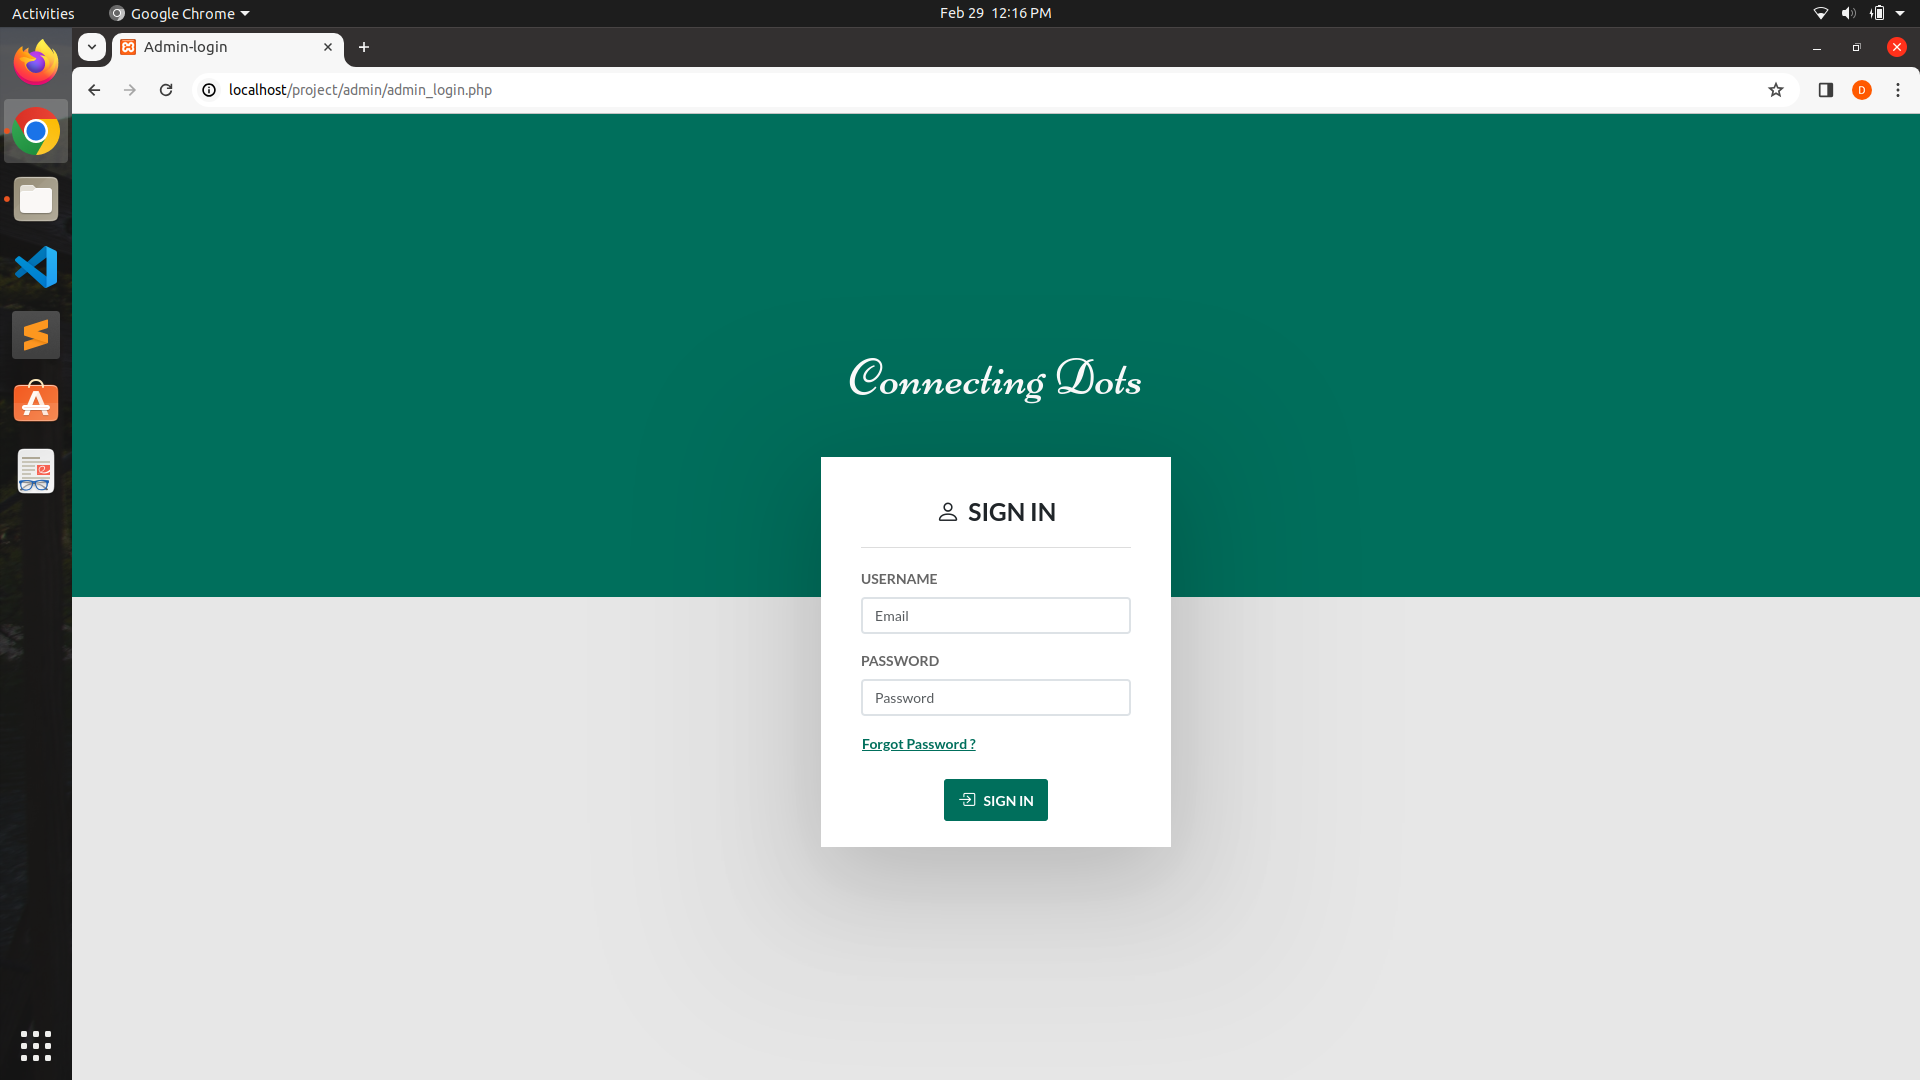 Activities
Google Chrome
Feb 29 12:16 PM
Admin-login
localhost/project/admin/admin_login.php
D
Connecting Dots
SIGN IN
USERNAME
Email
PASSWORD
Password
Forgot Password ?
SIGN IN